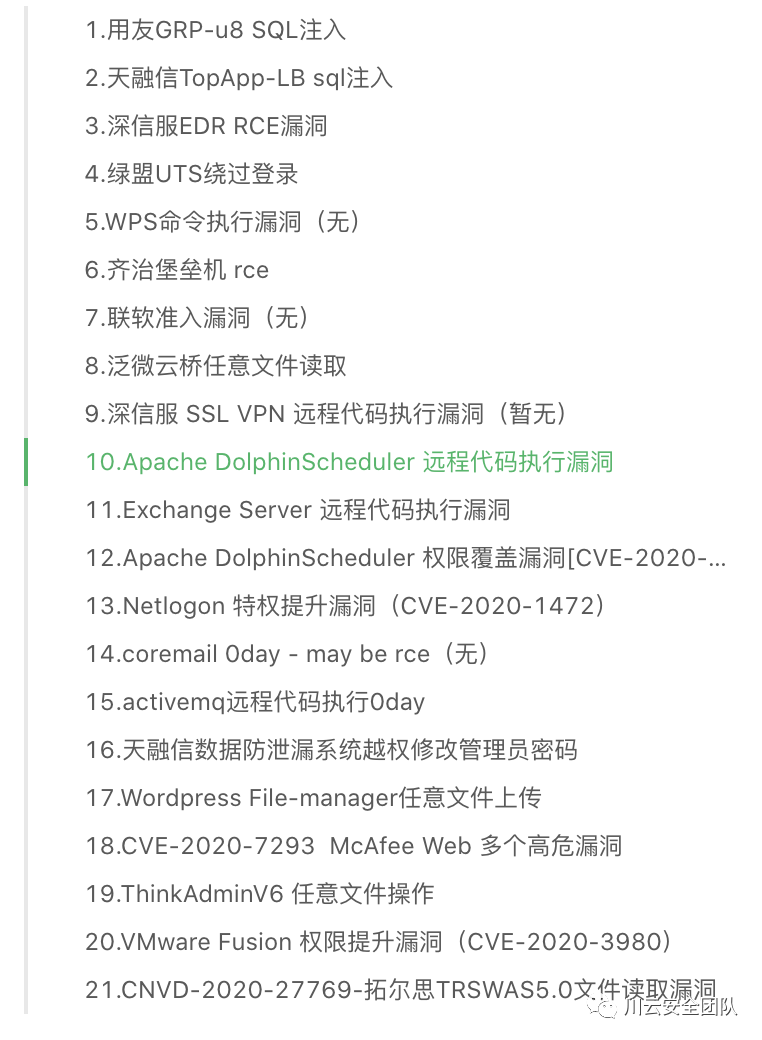 1.用友GRP-u8 SQL注入
2.天融信TopApp-LB sql注入
3.深信服EDR RCE漏洞
4.绿盟UTS绕过登录
5.WPS命令执行漏洞（无）
6.齐治堡垒机 rce
7.联软准入漏洞（无）
8.泛微云桥任意文件读取
9.深信服 SSL VPN 远程代码执行漏洞（暂无）
10.Apache DolphinScheduler 远程代码执行漏洞
11.Exchange Server 远程代码执行漏洞
12.Apache DolphinScheduler 权限覆盖漏洞[CVE-2020-...
13.Netlogon 特权提升漏洞（CVE-2020-1472）
14.coremail 0day - may be rce（无）
15.activemq远程代码执行0day
16.天融信数据防泄漏系统越权修改管理员密码
17.Wordpress File-manager任意文件上传
18.CVE-2020-7293  McAfee Web 多个高危漏洞
19.ThinkAdminV6 任意文件操作
20.VMware Fusion 权限提升漏洞（CVE-2020-3980）
21.CNVD-2020-27769-拓尔思TRSWAS5.0文件读取漏洞
川云安全团队